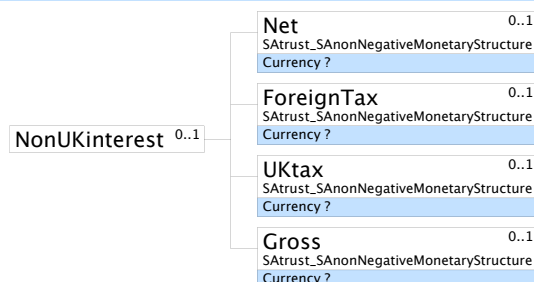 Net 0..1
SAtrust_SAnonNegativeMonetaryStructure
Currency ?
ForeignTax 0..1
SAtrust_SAnonNegativeMonetaryStructure
Currency ?
NonUKinterest 0..1
UKtax 0..1
SAtrust_SAnonNegativeMonetaryStructure
Currency ?
Gross 0..1
SAtrust_SAnonNegativeMonetaryStructure
Currency ?